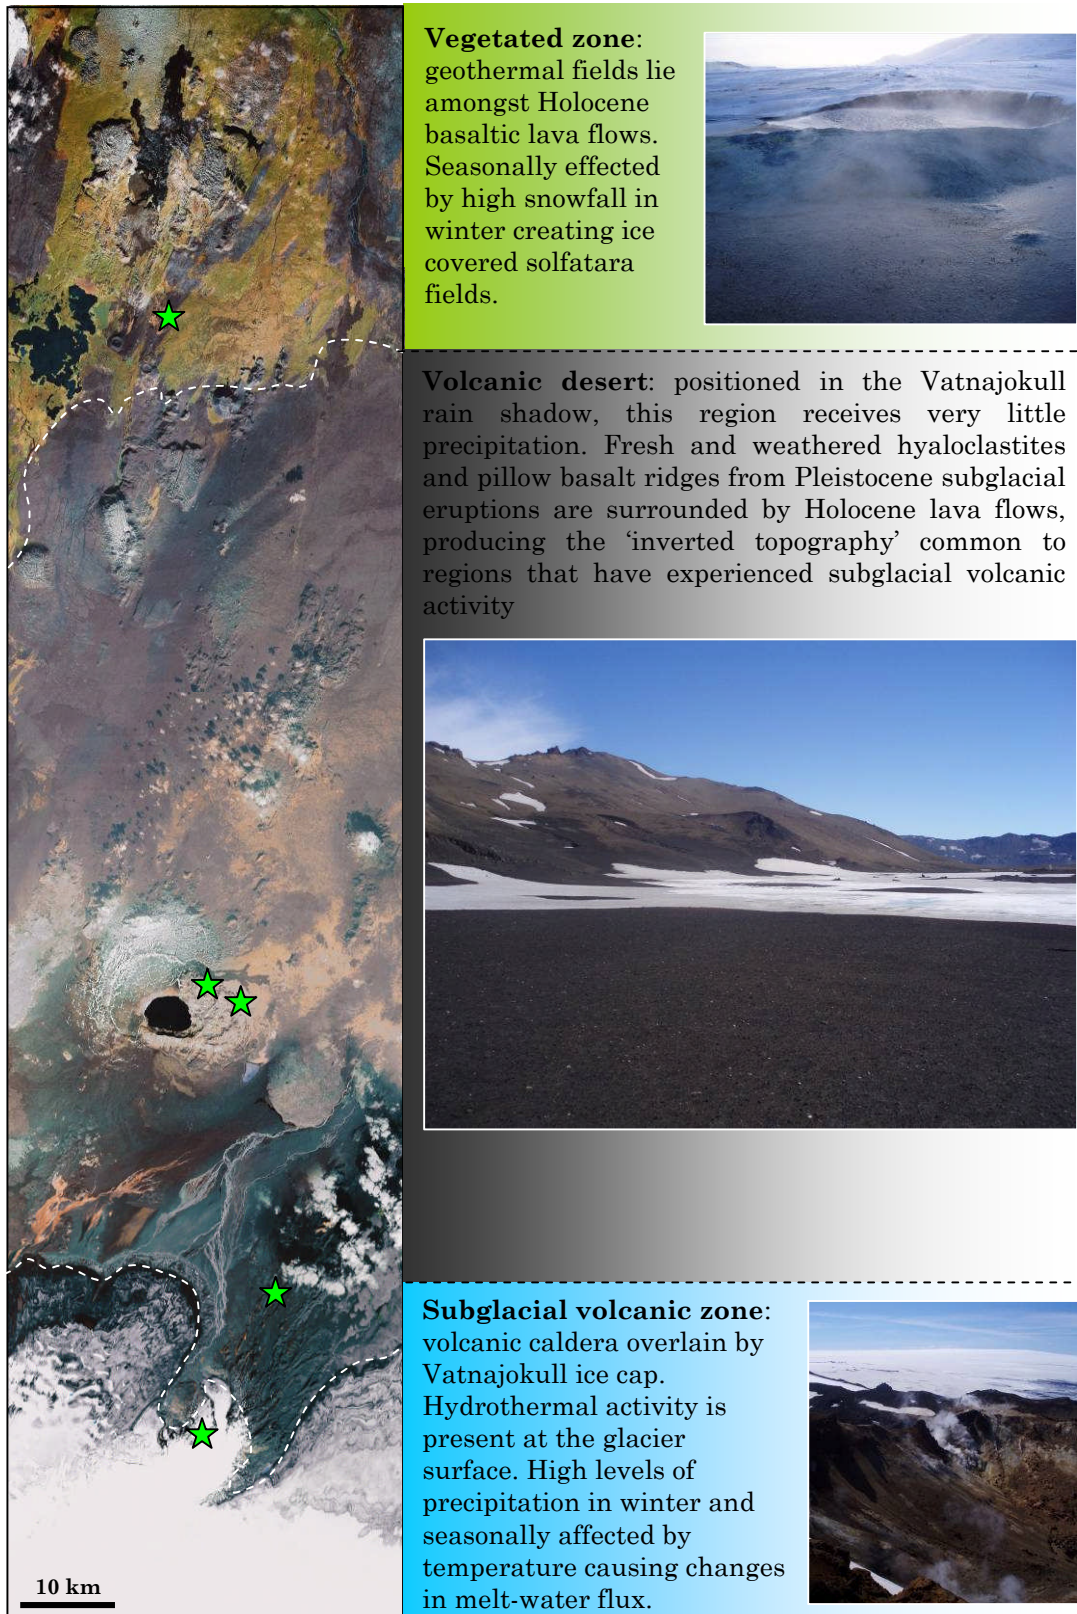 Vegetated zone:
geothermal fields lie
amongst Holocene
basaltic lava flows.
Seasonally effected
by high snowfall in
winter creating ice
covered solfatara
fields.
Volcanic desert: positioned in the Vatnajokull
rain shadow, this region receives very little
precipitation. Fresh and weathered hyaloclastites
and pillow basalt ridges from Pleistocene subglacial
eruptions are surrounded by Holocene lava flows,
producing the ‘inverted topography’ common to
regions that have experienced subglacial volcanic
activity
Subglacial volcanic zone:
volcanic caldera overlain by
Vatnajokull ice cap.
Hydrothermal activity is
present at the glacier
surface. High levels of
precipitation in winter and
seasonally affected by
temperature causing changes
in melt-water flux.
10 km